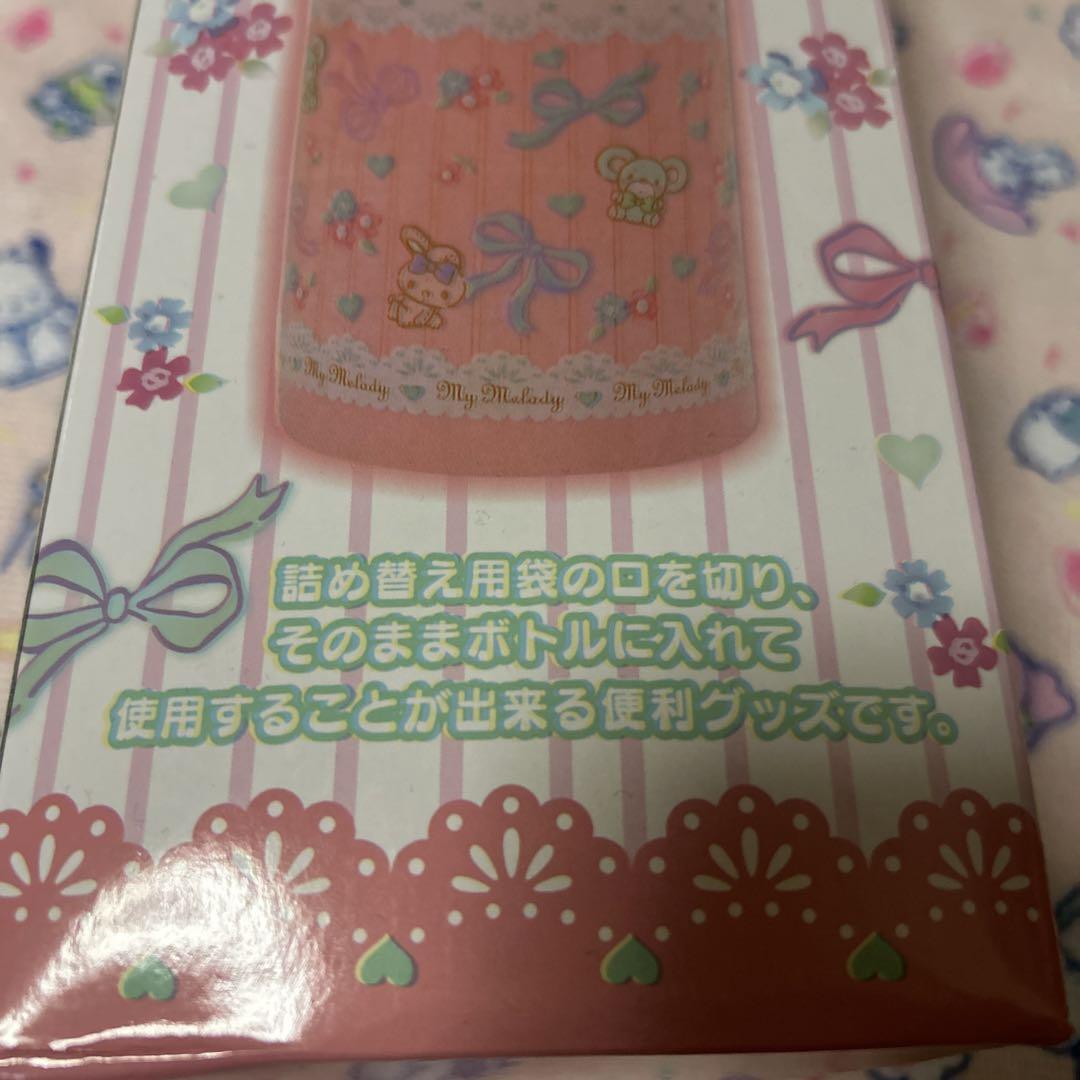 My Melody My Melody My Melody
詰め替え用袋の口を切り、
そのままボトルに入れて
使用することが出来る便利グッズです。